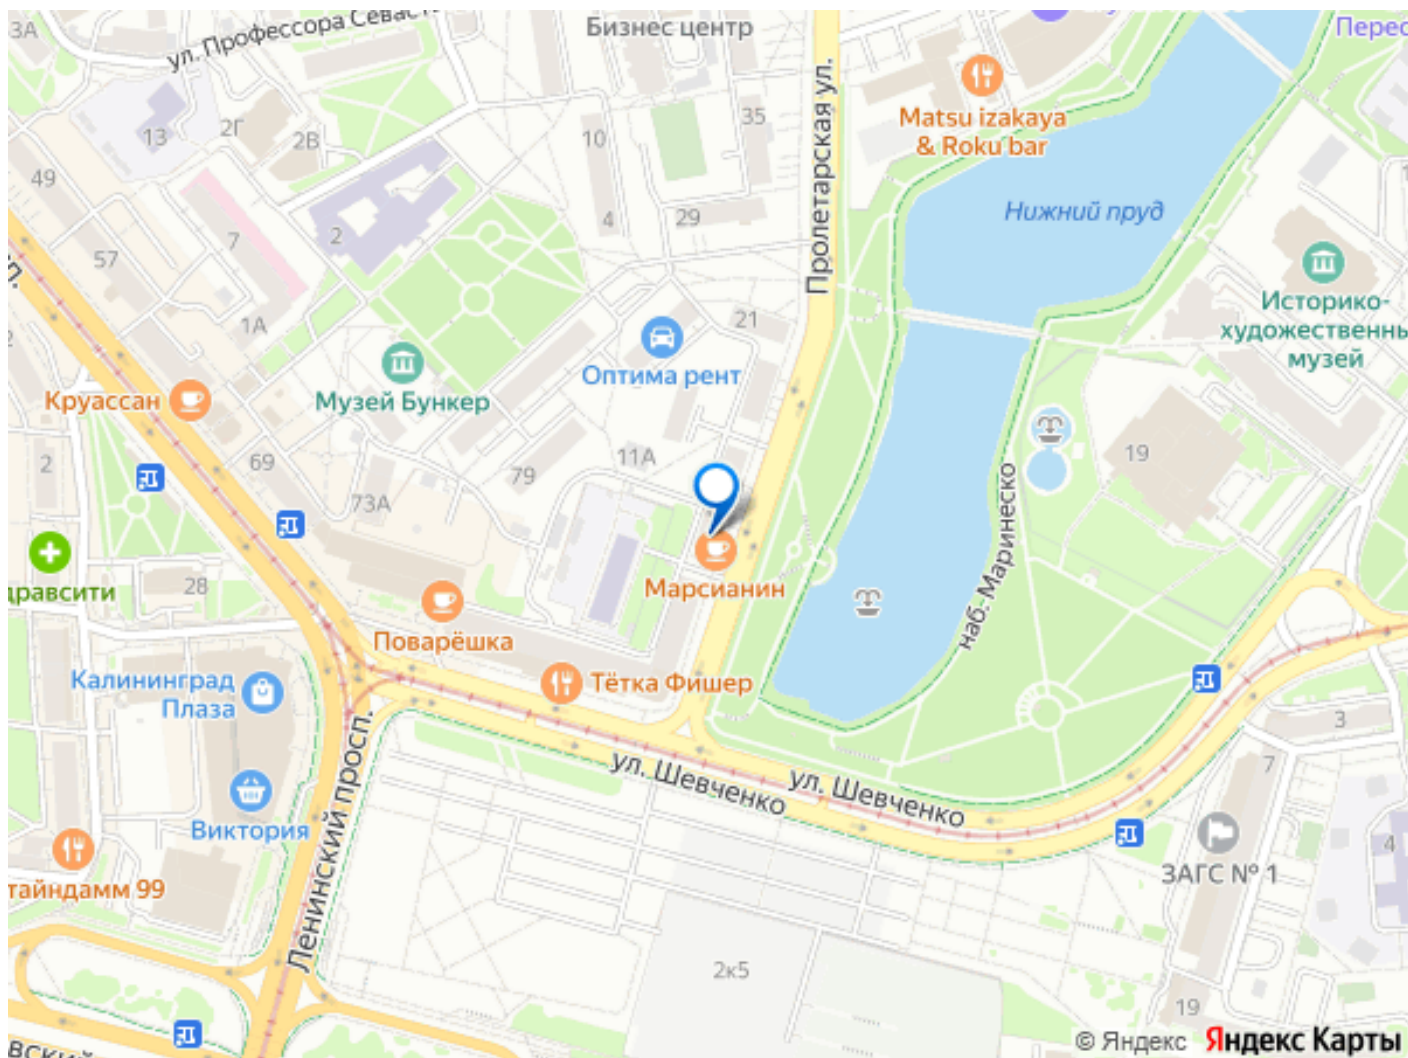 3А
ул. Профессора Севаст
Бизнес центр
Перес
Пролетарская ул.
Matsu izakaya
& Roku bar
13
2Г
2В
10
35
49
4
29
Нижний пруд
7
2
57
1А
21
Историко-
художественны
музей
Оптима рент
Музей Бункер
Круассан
2
69
79
11А
73А
19
наб. Маринеско
28
дравсити
Марсианин
Поварёшка
Тётка Фишер
Калининград
Плаза
3
7
ул. Шевченко
ул. Шевченко
Ленинский просп.
Виктория
4
ЗАГС № 1
тайндамм 99
2к5
19
© Яндекс Яндекс Карты